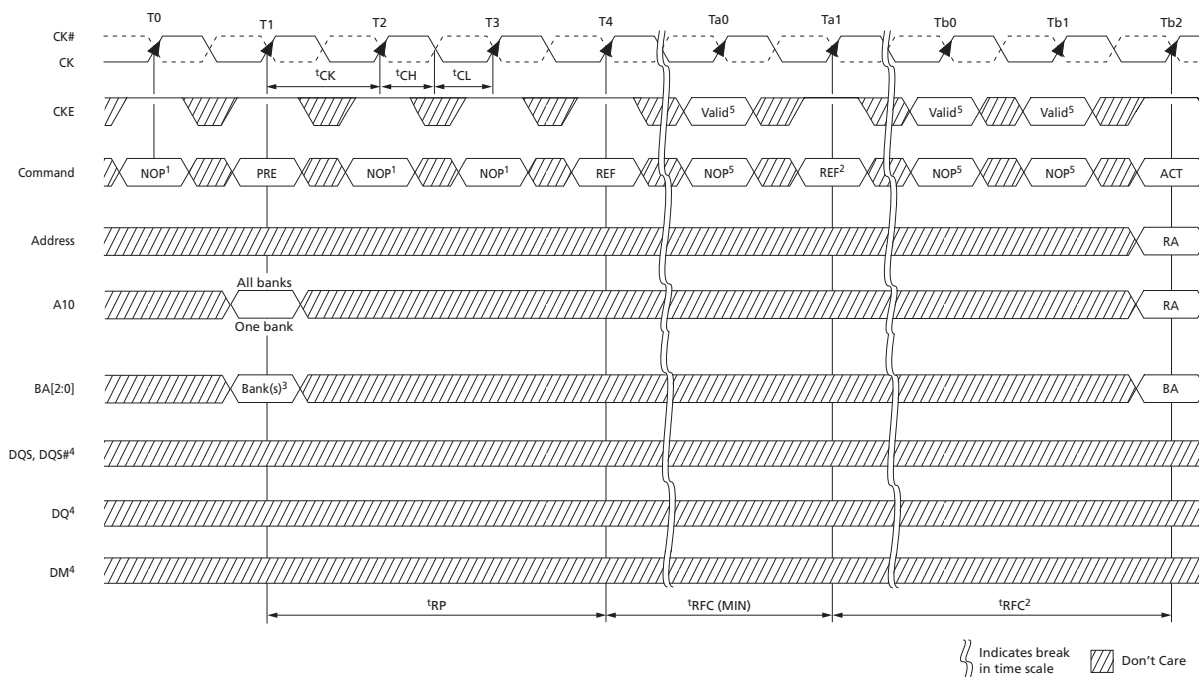 T0 T1 T2 T3 T4 Ta0 Ta1 Tb0 Tb1 Tb2
CK#
CK
tCK tCH tCL
CKE Valid5 Valid5 Valid5
Command NOP1 PRE NOP1 NOP1 REF NOP5 REF2 NOP5 NOP5 ACT
Address RA
All banks
A10 RA
One bank
BA[2:0] Bank(s)3 BA
DQS, DQS#4
DQ4
DM4
tRP tRFC (MIN) tRFC2
Indicates break
in time scale
Don't Care